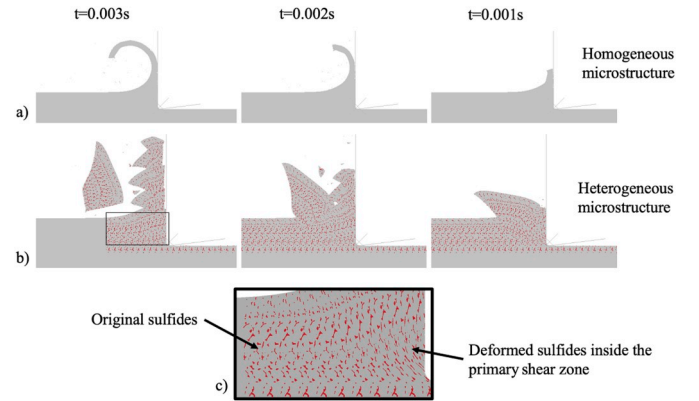 t=0.003s
t=0.002s
t=0.001s
Homogeneous
microstructure
a)
Heterogeneous
microstructure
b)
Original sulfides
Deformed sulfides inside the
primary shear zone
c)